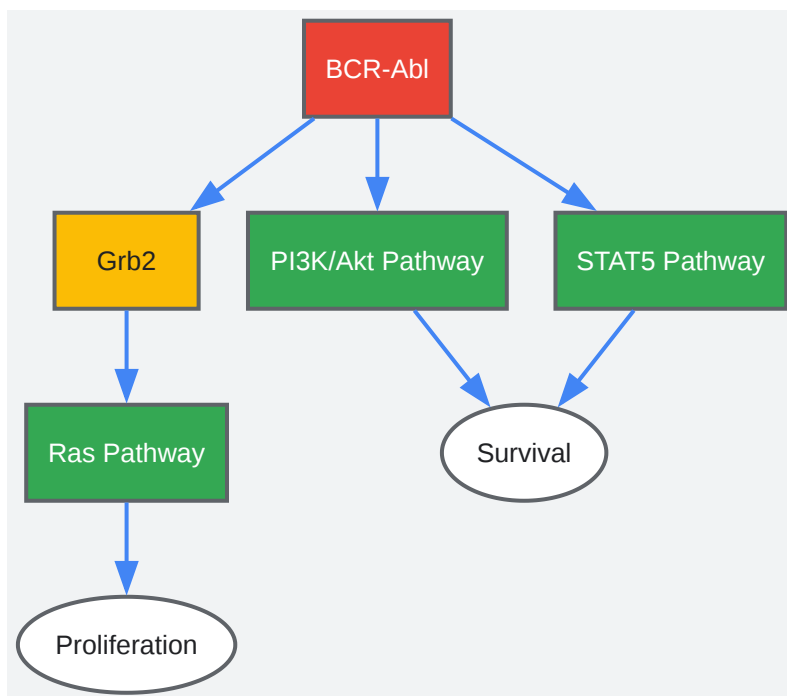 BCR-Abl
Grb2
PI3K/Akt Pathway
STAT5 Pathway
Ras Pathway
Survival
Proliferation